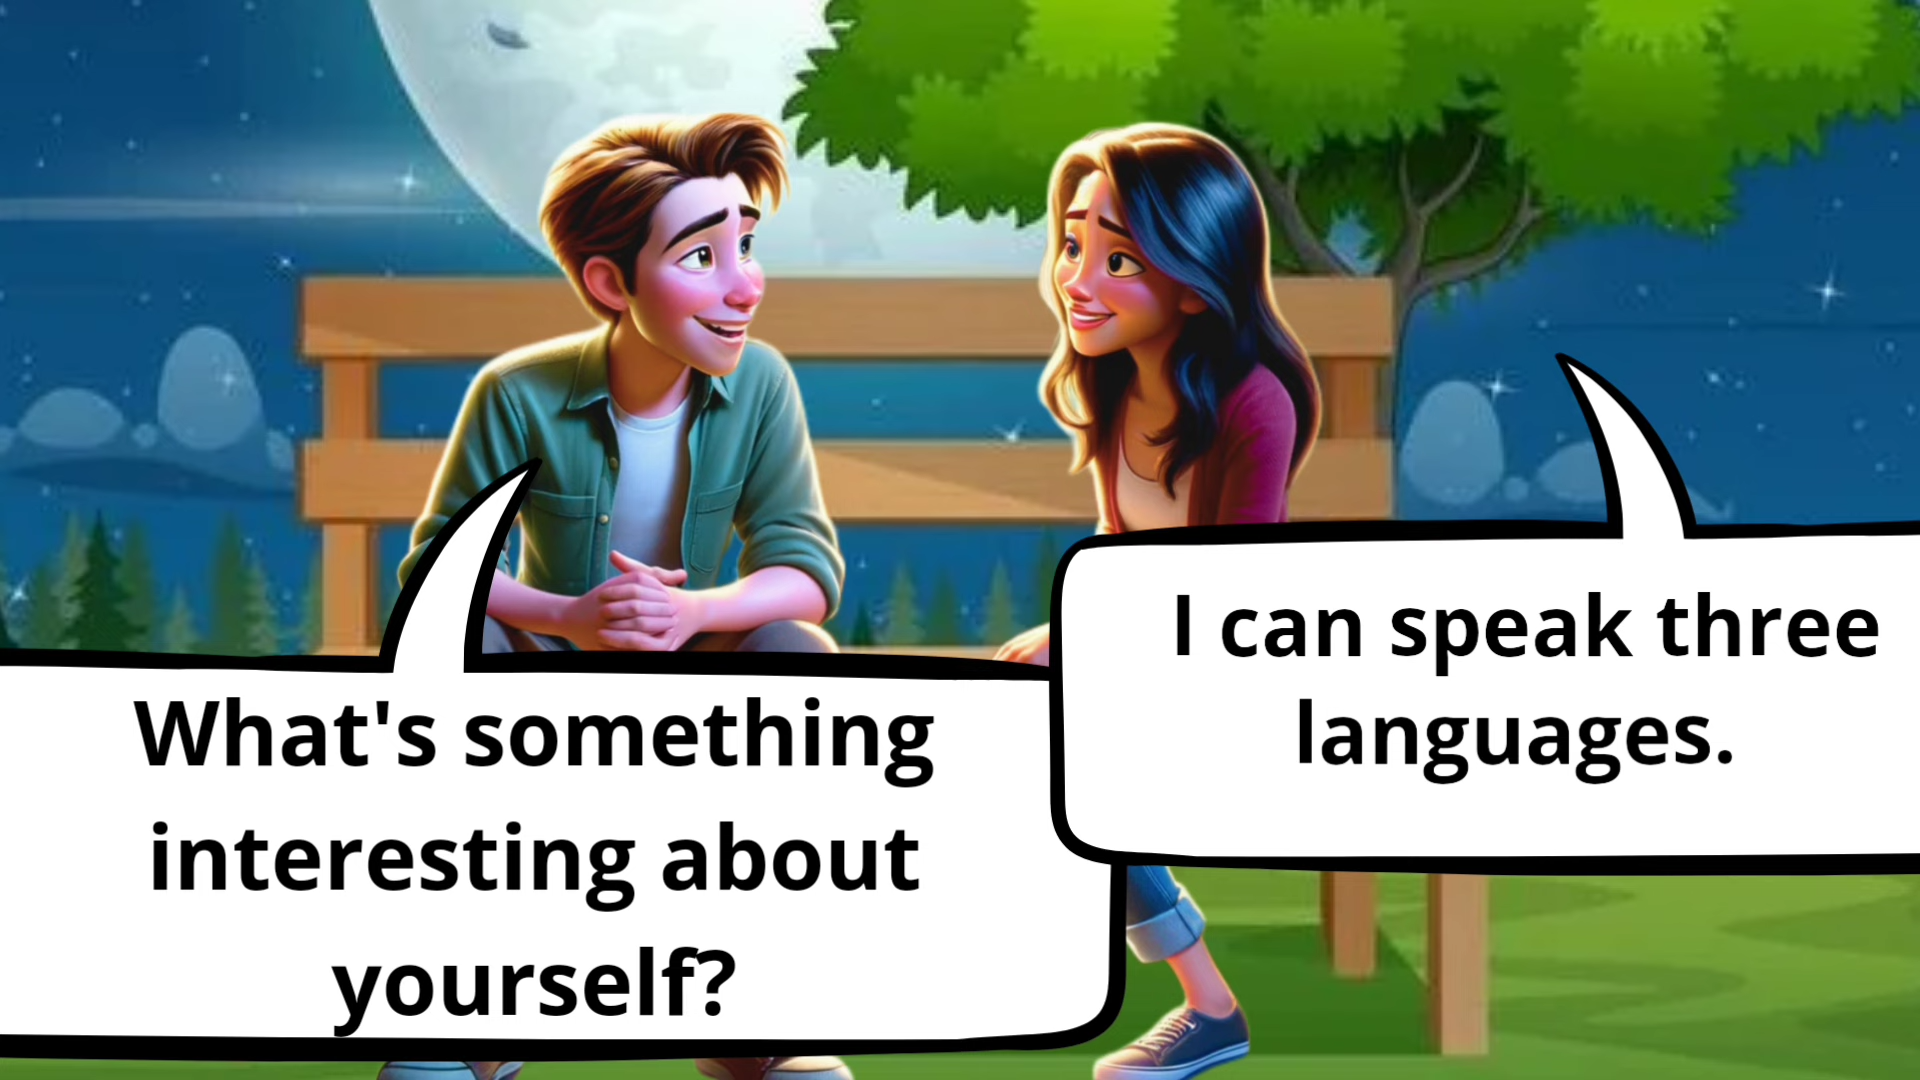 What's something
interesting about
yourself?
I can speak three
languages.